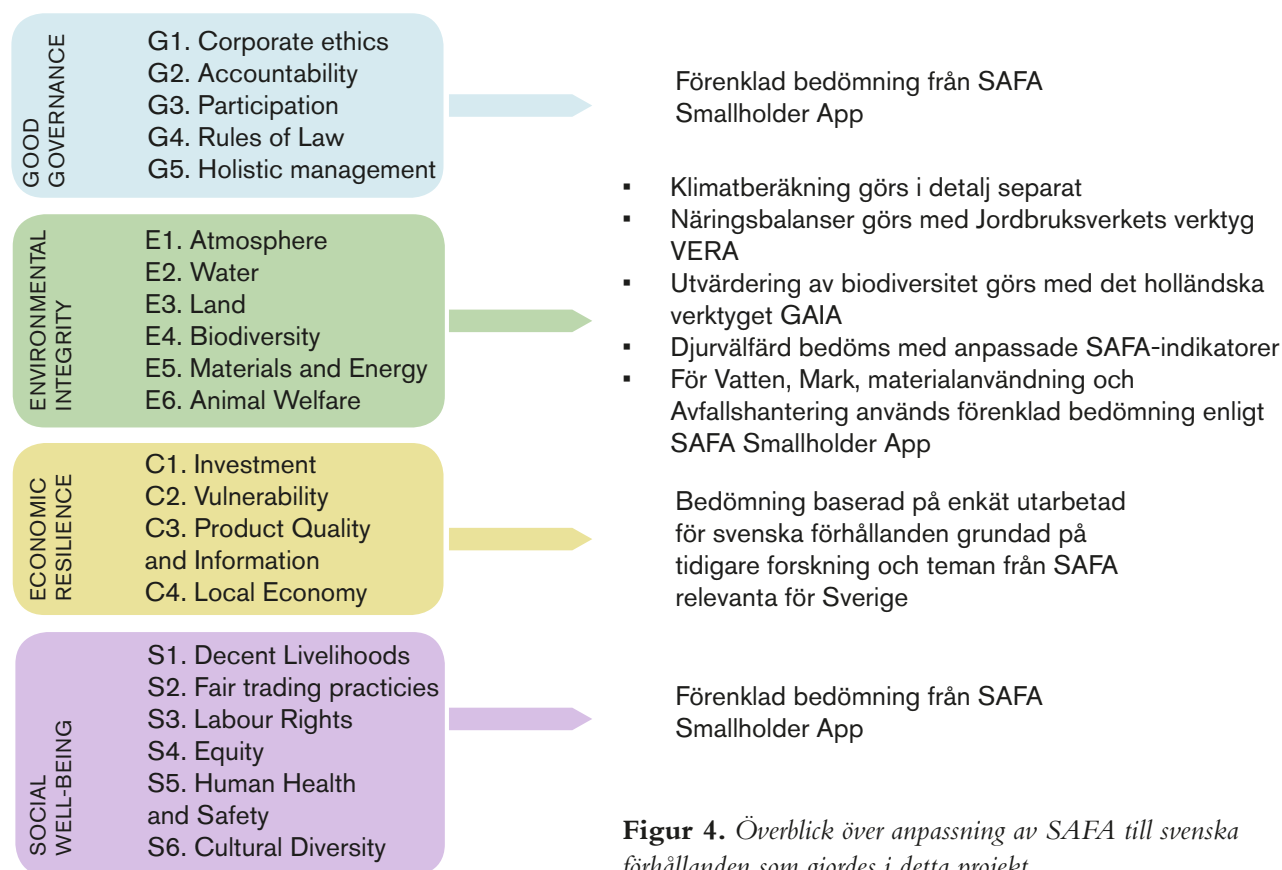 GOOD
GOVERNANCE
G1. Corporate ethics
G2. Accountability
G3. Participation
G4. Rules of Law
G5. Holistic management
Förenklad bedömning från SAFA
Smallholder App
ENVIRONMENTAL
INTEGRITY
E1. Atmosphere
E2. Water
E3. Land
E4. Biodiversity
E5. Materials and Energy
E6. Animal Welfare
▪ Klimatberäkning görs i detalj separat
▪ Näringsbalanser görs med Jordbruksverkets verktyg
VERA
▪ Utvärdering av biodiversitet görs med det holländska
verktyget GAIA
▪ Djurvälfärd bedöms med anpassade SAFA-indikatorer
▪ För Vatten, Mark, materialanvändning och
Avfallshantering används förenklad bedömning enligt
SAFA Smallholder App
ECONOMIC
RESILIENCE
C1. Investment
C2. Vulnerability
C3. Product Quality
and Information
C4. Local Economy
Bedömning baserad på enkät utarbetad
för svenska förhållanden grundad på
tidigare forskning och teman från SAFA
relevanta för Sverige
SOCIAL
WELL-BEING
S1. Decent Livelihoods
S2. Fair trading practicies
S3. Labour Rights
S4. Equity
S5. Human Health
and Safety
S6. Cultural Diversity
Förenklad bedömning från SAFA
Smallholder App
Figur 4. Överblick över anpassning av SAFA till svenska
förhållanden som gjordes i detta projekt